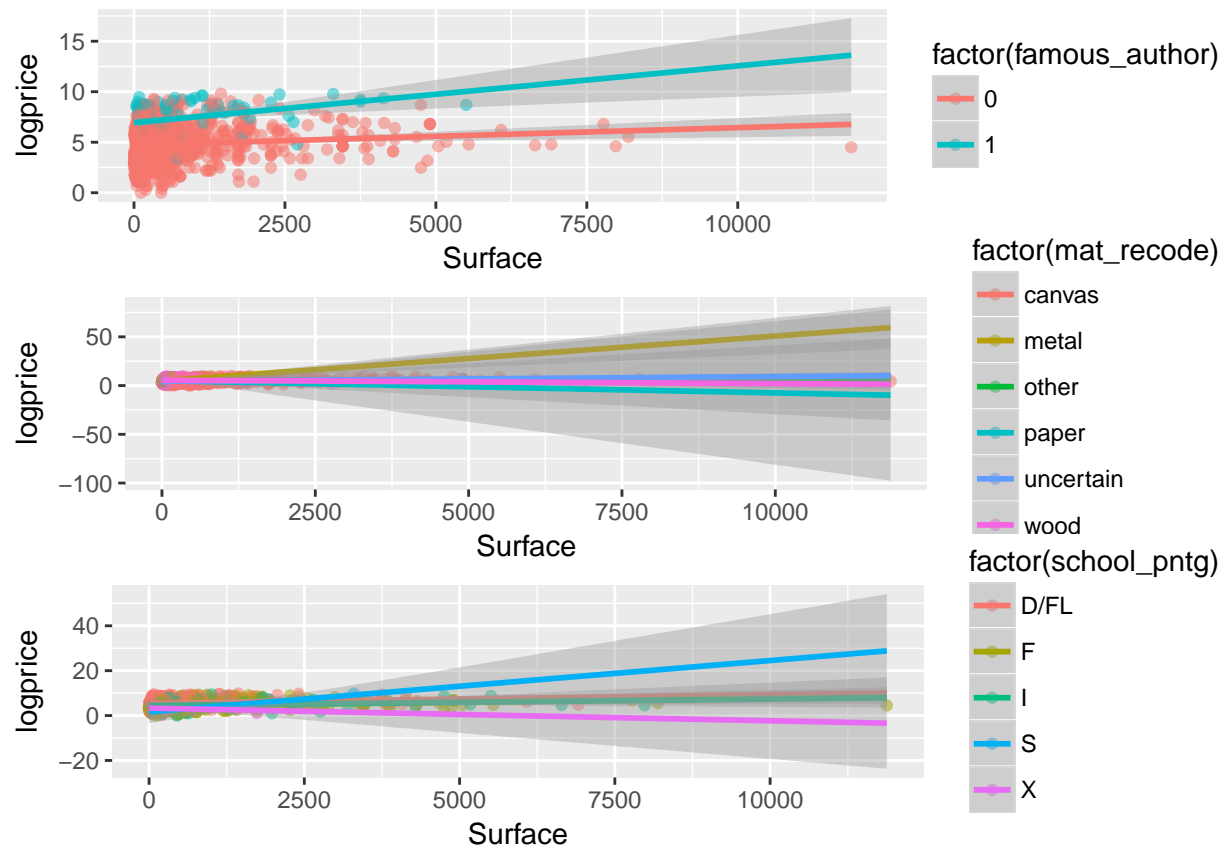 15
10
5
0
logprice
0 2500 5000 7500 10000
Surface
factor(famous_author)
0
1
50
0
−50
−100
logprice
0 2500 5000 7500 10000
Surface
factor(mat_recode)
canvas
metal
other
paper
uncertain
wood
40
20
0
−20
logprice
0 2500 5000 7500 10000
Surface
factor(school_pntg)
D/FL
F
I
S
X